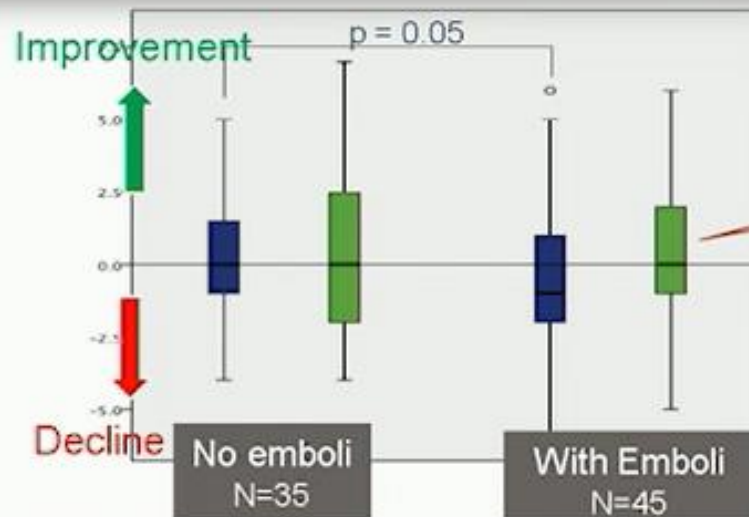 Improvement
p = 0.05
5.0
2.5
0.0
-2.5
-5.0
Decline
No emboli
N=35
With Emboli
N=45